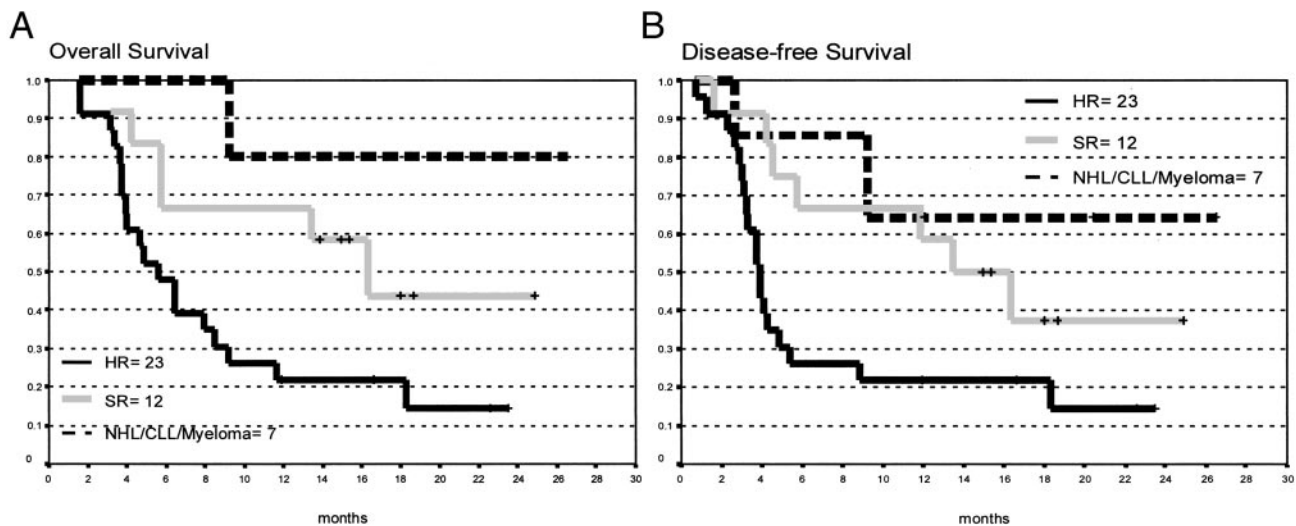 A
Overall Survival
1.0
0.9
0.8
0.7
0.6
0.5
0.4
0.3
0.2
0.1
0
HR= 23
SR= 12
NHL/CLL/Myeloma= 7
0 2 4 6 8 10 12 14 16 18 20 22 24 26 28 30
months
B
Disease-free Survival
1.0
0.9
0.8
0.7
0.6
0.5
0.4
0.3
0.2
0.1
0
HR= 23
SR= 12
NHL/CLL/Myeloma= 7
0 2 4 6 8 10 12 14 16 18 20 22 24 26 28 30
months